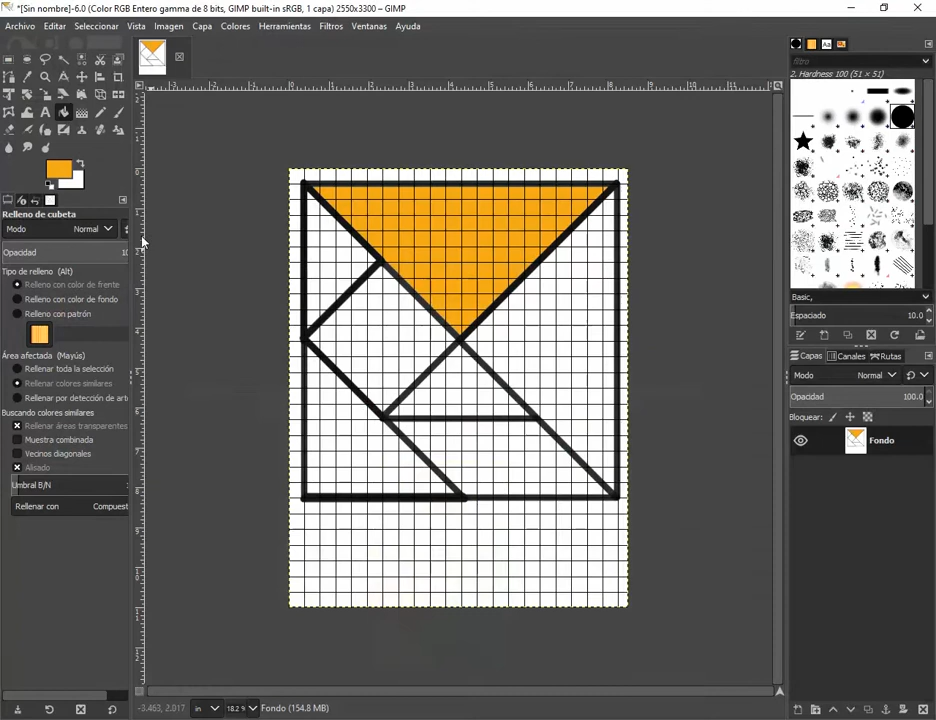 *[Sin nombre]-6.0 (Color RGB Entero gamma de 8 bits, GIMP built-in sRGB, 1 capa) 2550x3300 – GIMP
Archivo Editar Seleccionar Vista Imagen Capa Colores Herramientas Filtros Ventanas Ayuda
filtro
2. Hardness 100 (51 × 51)
Relleno de cubeta
Modo Normal
Opacidad 10
Tipo de relleno (Alt)
Relleno con color de frente
Relleno con color de fondo
Relleno con patrón
Área afectada (Mayús)
Rellenar toda la selección
Rellenar colores similares
Rellenar por detección de art
Buscando colores similares
Rellenar áreas transparentes
Muestra combinada
Vecinos diagonales
Alisado
Umbral B/N
Rellenar con Compuest
Basic,
Espaciado 10.0
Capas Canales Rutas
Modo Normal
Opacidad 100.0
Bloquear:
Fondo
-3.463, 2.017 in 18.2 % Fondo (154.8 MB)